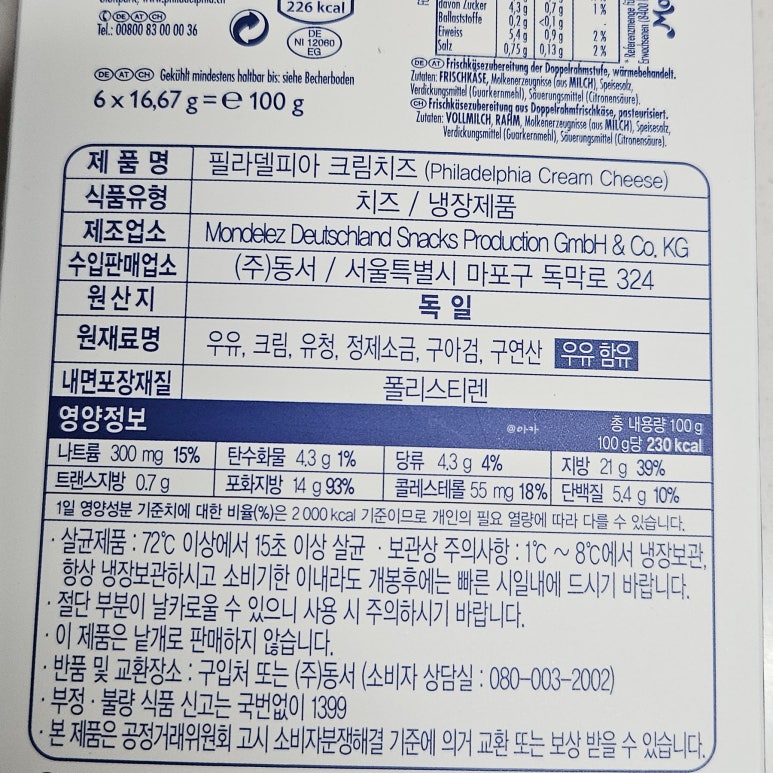 DE AT CH
Tel.: 00800 83 00 00 36
226 kcal
DE
NI 12060
EG
davon Zucker 4,3 g 0,7 g 1%
Ballaststoffe 0,2 g <0,1 g
Eiweiss 5,4 g 0,9 g 2%
Salz 0,75 g 0,13 g 2%
DE AT CH Gekühlt mindestens haltbar bis: siehe Becherboden
6 x 16,67 g = e 100 g
DE AT Frischkäsezubereitung der Doppelrahmstufe, wärmebehandelt.
Zutaten: FRISCHKÄSE, Molkenerzeugnisse (aus MILCH), Speisesalz,
Verdickungsmittel (Guarkernmehl), Säuerungsmittel (Citronensäure).
CH Frischkäsezubereitung aus Doppelrahmfrischkäse, pasteurisiert.
Zutaten: VOLLMILCH, RAHM, Molkenerzeugnisse (aus MILCH), Speisesalz,
Verdickungsmittel (Guarkernmehl), Säuerungsmittel (Citronensäure).
제 품 명 필라델피아 크림치즈 (Philadelphia Cream Cheese)
식품유형 치즈 / 냉장제품
제조업소 Mondelez Deutschland Snacks Production GmbH & Co. KG
수입판매업소 (주)동서 / 서울특별시 마포구 독막로 324
원 산 지 독 일
원재료명 우유, 크림, 유청, 정제소금, 구아검, 구연산 우유 함유
내면포장재질 폴리스티렌
영양정보
총 내용량 100 g
100 g당 230 kcal
나트륨 300 mg 15% 탄수화물 4.3 g 1% 당류 4.3 g 4% 지방 21 g 39%
트랜스지방 0.7 g 포화지방 14 g 93% 콜레스테롤 55 mg 18% 단백질 5.4 g 10%
1일 영양성분 기준치에 대한 비율(%)은 2 000 kcal 기준이므로 개인의 필요 열량에 따라 다를 수 있습니다.
· 살균제품 : 72℃ 이상에서 15초 이상 살균 · 보관상 주의사항 : 1℃ ~ 8℃에서 냉장보관,
항상 냉장보관하시고 소비기한 이내라도 개봉후에는 빠른 시일내에 드시기 바랍니다.
· 절단 부분이 날카로울 수 있으니 사용 시 주의하시기 바랍니다.
· 이 제품은 낱개로 판매하지 않습니다.
· 반품 및 교환장소 : 구입처 또는 (주)동서 (소비자 상담실 : 080-003-2002)
· 부정 · 불량 식품 신고는 국번없이 1399
· 본 제품은 공정거래위원회 고시 소비자분쟁해결 기준에 의거 교환 또는 보상 받을 수 있습니다.